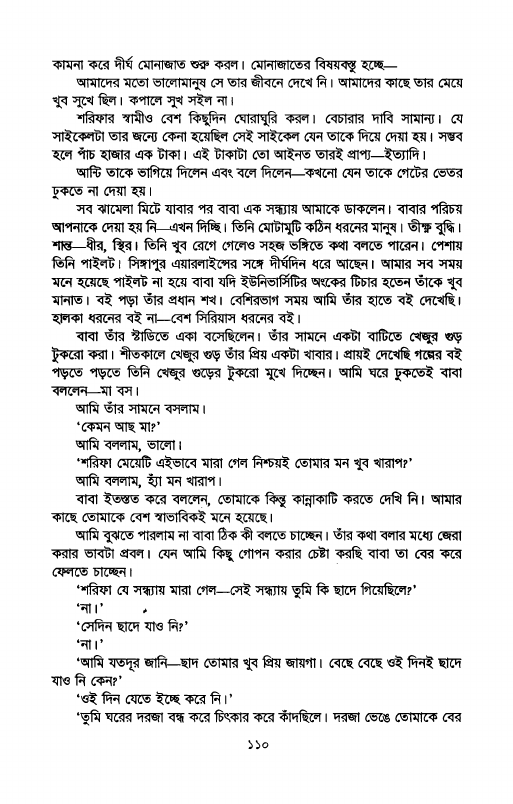 কামনা করে দীর্ঘ মোনাজাত শুরু করল। মোনাজাতের বিষয়বস্তু হচ্ছে—
আমাদের মতো ভালোমানুষ সে তার জীবনে দেখে নি। আমাদের কাছে তার মেয়ে
খুব সুখে ছিল। কপালে সুখ সইল না।
শরিফার স্বামীও বেশ কিছুদিন ঘোরাঘুরি করল। বেচারার দাবি সামান্য। যে
সাইকেলটা তার জন্যে কেনা হয়েছিল সেই সাইকেল যেন তাকে দিয়ে দেয়া হয়। সম্ভব
হলে পাঁচ হাজার এক টাকা। এই টাকাটা তো আইনত তারই প্রাপ্য—ইত্যাদি।
আন্টি তাকে ভাগিয়ে দিলেন এবং বলে দিলেন—কখনো যেন তাকে গেটের ভেতর
ঢুকতে না দেয়া হয়।
সব ঝামেলা মিটে যাবার পর বাবা এক সন্ধ্যায় আমাকে ডাকলেন। বাবার পরিচয়
আপনাকে দেয়া হয় নি—এখন দিচ্ছি। তিনি মোটামুটি কঠিন ধরনের মানুষ। তীক্ষ্ণ বুদ্ধি।
শান্ত—ধীর, স্থির। তিনি খুব রেগে গেলেও সহজ ভঙ্গিতে কথা বলতে পারেন। পেশায়
তিনি পাইলট। সিঙ্গাপুর এয়ারলাইন্সের সঙ্গে দীর্ঘদিন ধরে আছেন। আমার সব সময়
মনে হয়েছে পাইলট না হয়ে বাবা যদি ইউনিভার্সিটির অংকের টিচার হতেন তাঁকে খুব
মানাত। বই পড়া তাঁর প্রধান শখ। বেশিরভাগ সময় আমি তাঁর হাতে বই দেখেছি।
হালকা ধরনের বই না—বেশ সিরিয়াস ধরনের বই।
বাবা তাঁর স্টাডিতে একা বসেছিলেন। তাঁর সামনে একটা বাটিতে খেজুর গুড়
টুকরো করা। শীতকালে খেজুর গুড় তাঁর প্রিয় একটা খাবার। প্রায়ই দেখেছি গল্পের বই
পড়তে পড়তে তিনি খেজুর গুড়ের টুকরো মুখে দিচ্ছেন। আমি ঘরে ঢুকতেই বাবা
বললেন—মা বস।
আমি তাঁর সামনে বসলাম।
‘কেমন আছ মা?’
আমি বললাম, ভালো।
‘শরিফা মেয়েটি এইভাবে মারা গেল নিশ্চয়ই তোমার মন খুব খারাপ?’
আমি বললাম, হ্যাঁ মন খারাপ।
বাবা ইতস্তত করে বললেন, তোমাকে কিন্তু কান্নাকাটি করতে দেখি নি। আমার
কাছে তোমাকে বেশ স্বাভাবিকই মনে হয়েছে।
আমি বুঝতে পারলাম না বাবা ঠিক কী বলতে চাচ্ছেন। তাঁর কথা বলার মধ্যে জেরা
করার ভাবটা প্রবল। যেন আমি কিছু গোপন করার চেষ্টা করছি বাবা তা বের করে
ফেলতে চাচ্ছেন।
‘শরিফা যে সন্ধ্যায় মারা গেল—সেই সন্ধ্যায় তুমি কি ছাদে গিয়েছিলে?’
‘না।’
‘সেদিন ছাদে যাও নি?’
‘না।’
‘আমি যতদূর জানি—ছাদ তোমার খুব প্রিয় জায়গা। বেছে বেছে ওই দিনই ছাদে
যাও নি কেন?’
‘ওই দিন যেতে ইচ্ছে করে নি।’
‘তুমি ঘরের দরজা বন্ধ করে চিৎকার করে কাঁদছিলে। দরজা ভেঙে তোমাকে বের
১১০